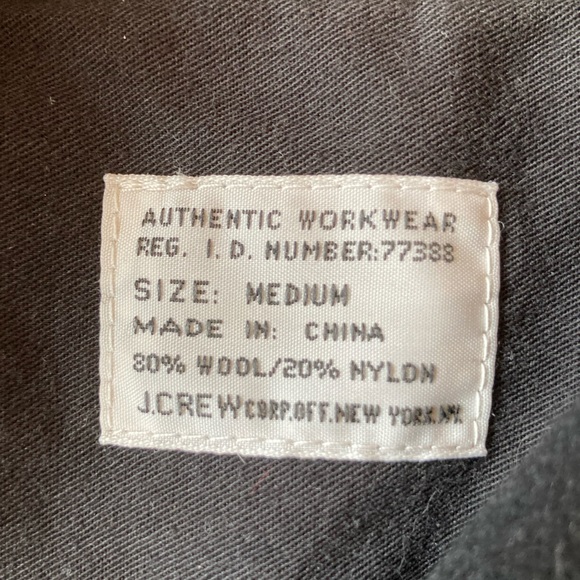 AUTHENTIC WORKWEAR
REG. I.D. NUMBER:77388
SIZE: MEDIUM
MADE IN: CHINA
80% WOOL/20% NYLON
J.CREW CORP.OFF.NEW YORK.NY.